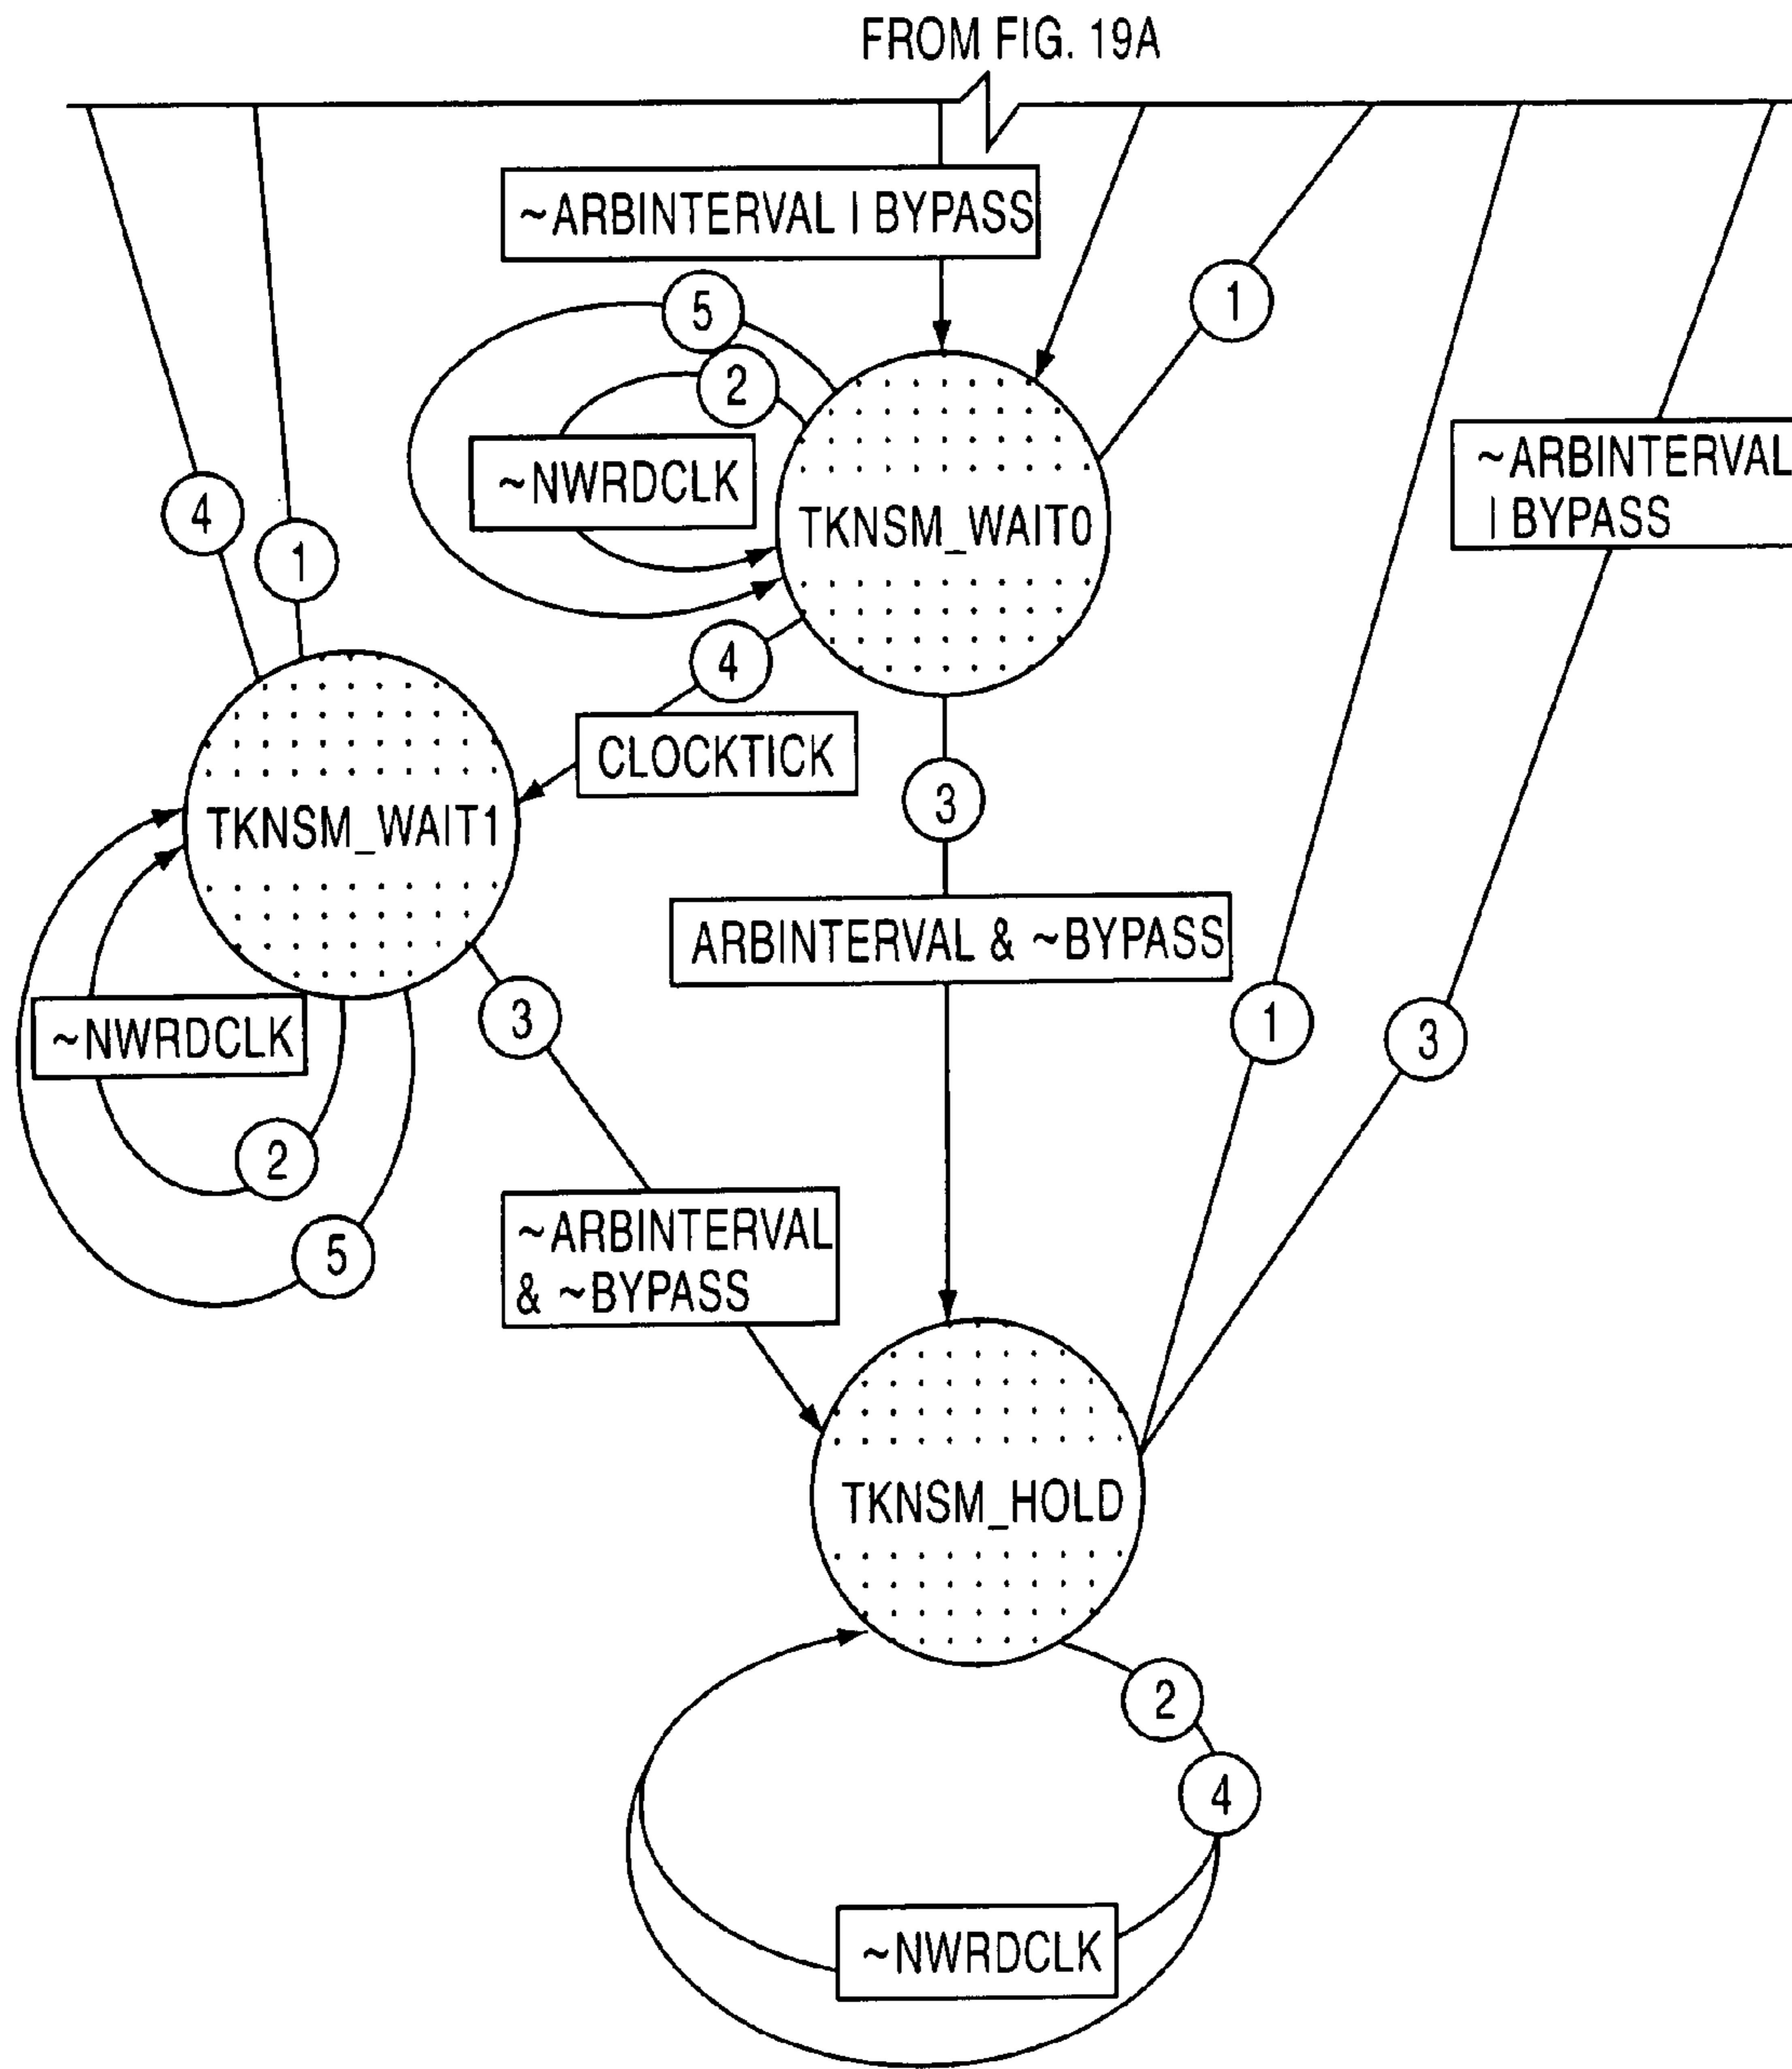 FROM FIG. 19A
~ARBINTERVAL | BYPASS
5
1
2
~NWRDCLK
~ARBINTERVAL
| BYPASS
4
1
TKNSM_WAIT0
4
CLOCKTICK
3
TKNSM_WAIT1
ARBINTERVAL & ~BYPASS
~NWRDCLK
3
1
3
2
5
~ARBINTERVAL
& ~BYPASS
TKNSM_HOLD
2
4
~NWRDCLK